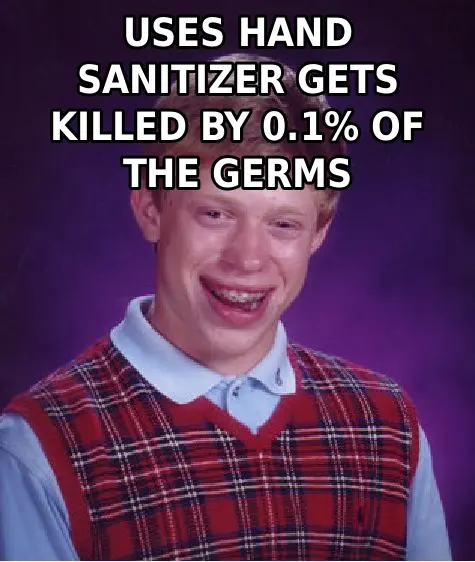 USES HAND
SANITIZER GETS
KILLED BY 0.1% OF
THE GERMS